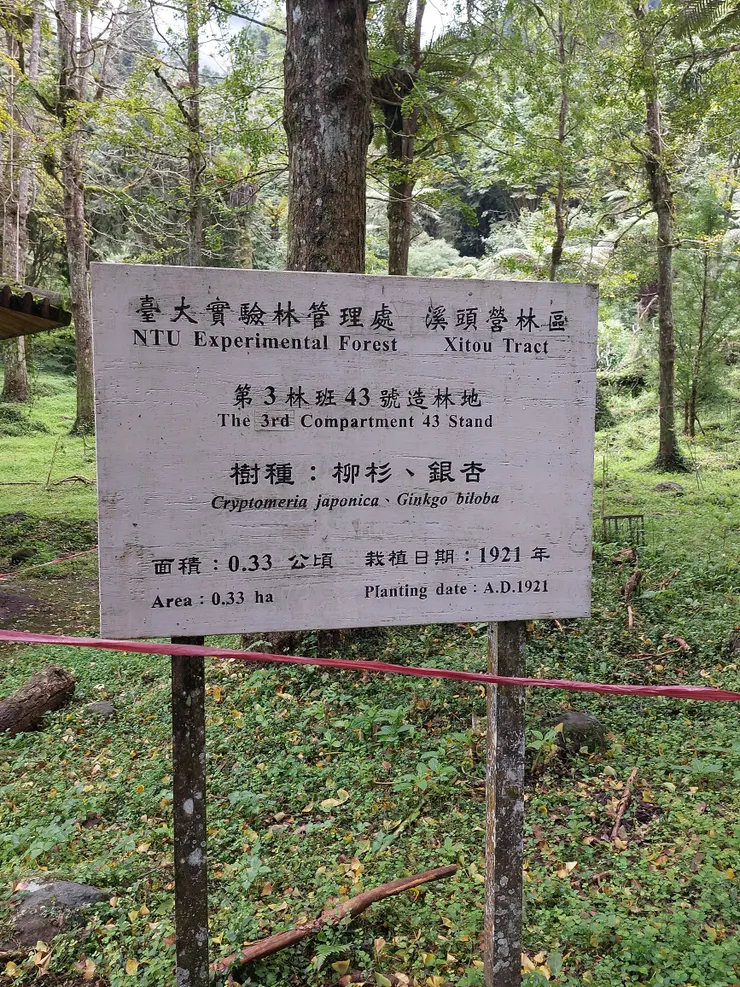 臺大實驗林管理處 溪頭營林區
NTU Experimental Forest Xitou Tract
第3林班43號造林地
The 3rd Compartment 43 Stand
樹種：柳杉、銀杏
Cryptomeria japonica、Ginkgo biloba
面積：0.33 公頃 栽植日期：1921 年
Area：0.33 ha Planting date：A.D.1921